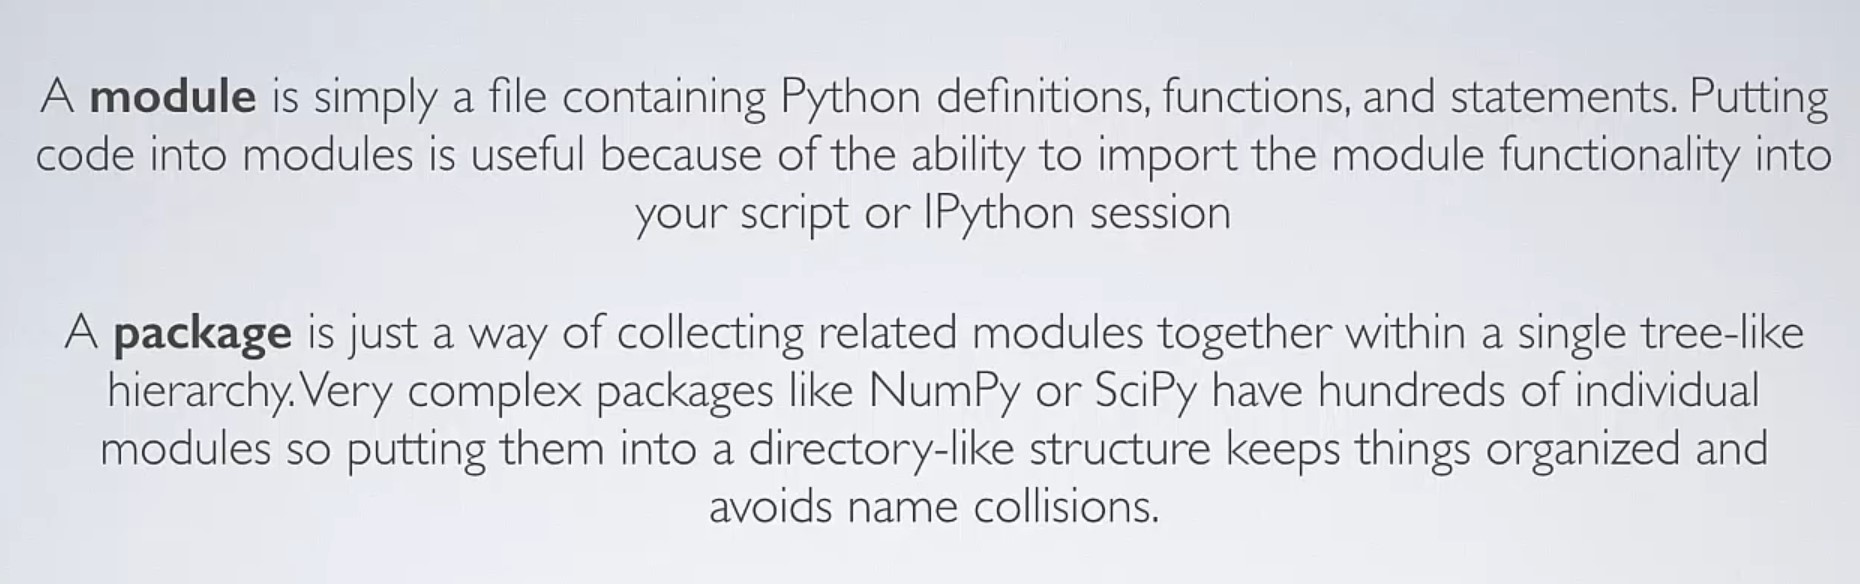 A module is simply a file containing Python definitions, functions, and statements. Putting
code into modules is useful because of the ability to import the module functionality into
your script or IPython session
A package is just a way of collecting related modules together within a single tree-like
hierarchy. Very complex packages like NumPy or SciPy have hundreds of individual
modules so putting them into a directory-like structure keeps things organized and
avoids name collisions.